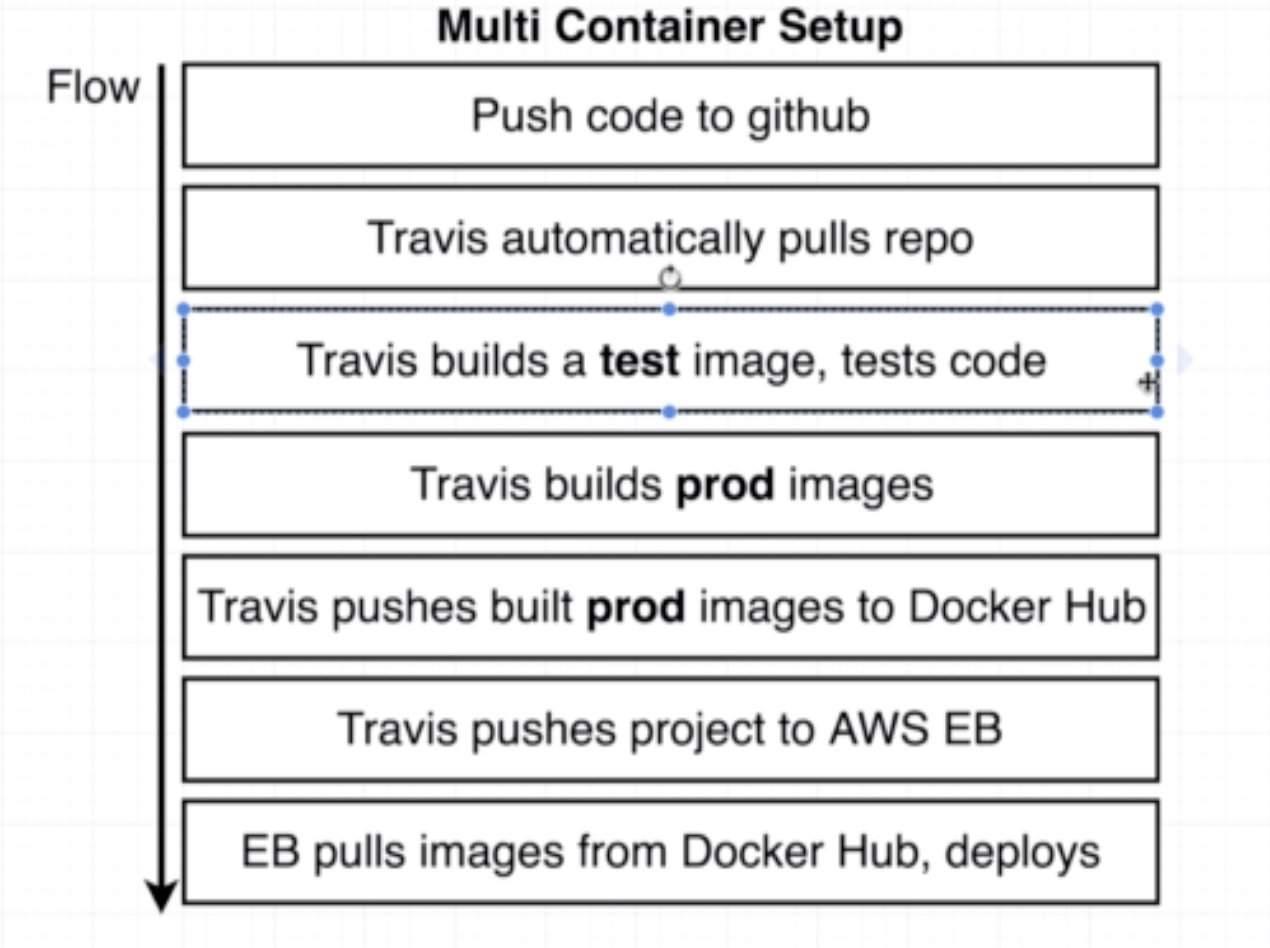 Multi Container Setup
Flow
Push code to github
Travis automatically pulls repo
Travis builds a test image, tests code
Travis builds prod images
Travis pushes built prod images to Docker Hub
Travis pushes project to AWS EB
EB pulls images from Docker Hub, deploys